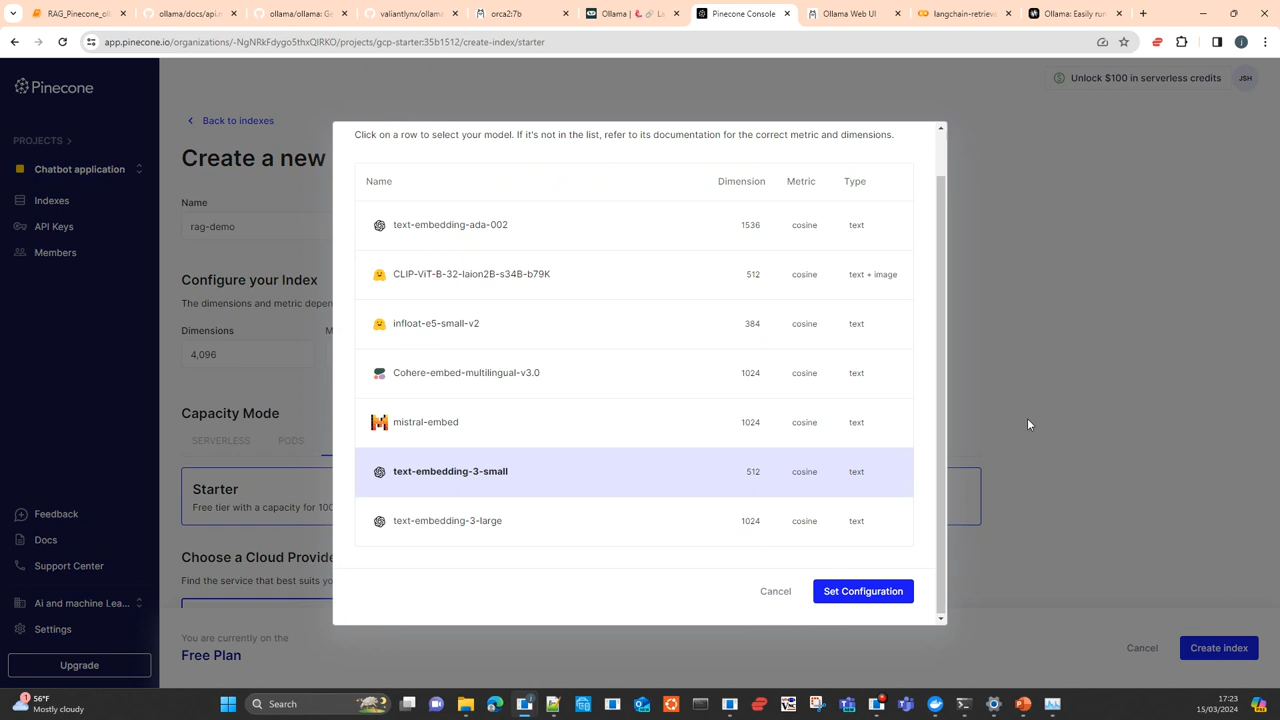 RAG_Pinecone_oll
ollama/docs/api.m
ollama/ollama: Ge
valiantlynx/ollama
orca2:7b
Ollama | 🦜️🔗 La
Pinecone Console
Ollama Web UI
langchain-retrieva
Ollama: Easily run
app.pinecone.io/organizations/-NgNRkFdygo5thxQIRKO/projects/gcp-starter:35b1512/create-index/starter
Pinecone
Unlock $100 in serverless credits
JSH
PROJECTS
Chatbot application
Indexes
API Keys
Members
Back to indexes
Create a new
Name
rag-demo
Configure your Index
The dimensions and metric depen
Dimensions
M
4,096
Capacity Mode
SERVERLESS
PODS
Starter
Free tier with a capacity for 100
Choose a Cloud Provide
Find the service that best suits yo
Click on a row to select your model. If it's not in the list, refer to its documentation for the correct metric and dimensions.
Name Dimension Metric Type
text-embedding-ada-002 1536 cosine text
CLIP-ViT-B-32-laion2B-s34B-b79K 512 cosine text + image
infloat-e5-small-v2 384 cosine text
Cohere-embed-multilingual-v3.0 1024 cosine text
mistral-embed 1024 cosine text
text-embedding-3-small 512 cosine text
text-embedding-3-large 1024 cosine text
Cancel
Set Configuration
Feedback
Docs
Support Center
Ai and machine Lea...
Settings
Upgrade
You are currently on the
Free Plan
Cancel
Create index
56°F
Mostly cloudy
Search
17:23
15/03/2024